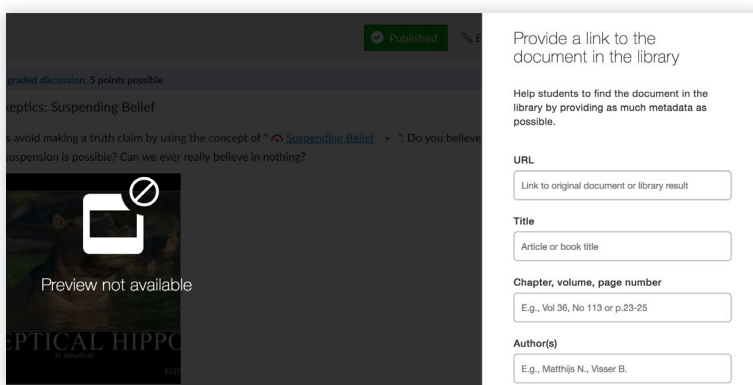 Published
E
graded discussion: 5 points possible
keptics: Suspending Belief
s avoid making a truth claim by using the concept of " Suspending Belief ". Do you believe
suspension is possible? Can we ever really believe in nothing?
Preview not available
EPTICAL HIPPO
is skeptical
Provide a link to the
document in the library
Help students to find the document in the
library by providing as much metadata as
possible.
URL
Link to original document or library result
Title
Article or book title
Chapter, volume, page number
E.g., Vol 36, No 113 or p.23-25
Author(s)
E.g., Matthijs N., Visser B.